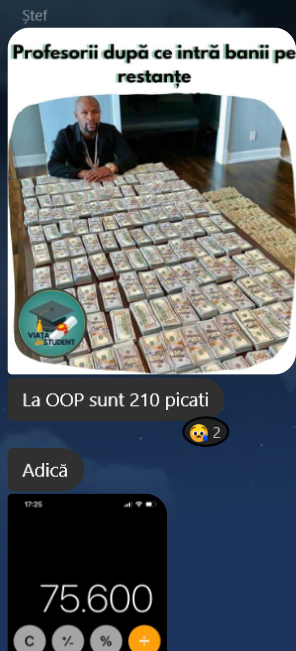 Ștef
Profesorii după ce intră banii pe
restanțe
VIAȚA
de STUDENT
La OOP sunt 210 picati
2
Adică
17:25
75.600
C
⁺∕₋
%
÷